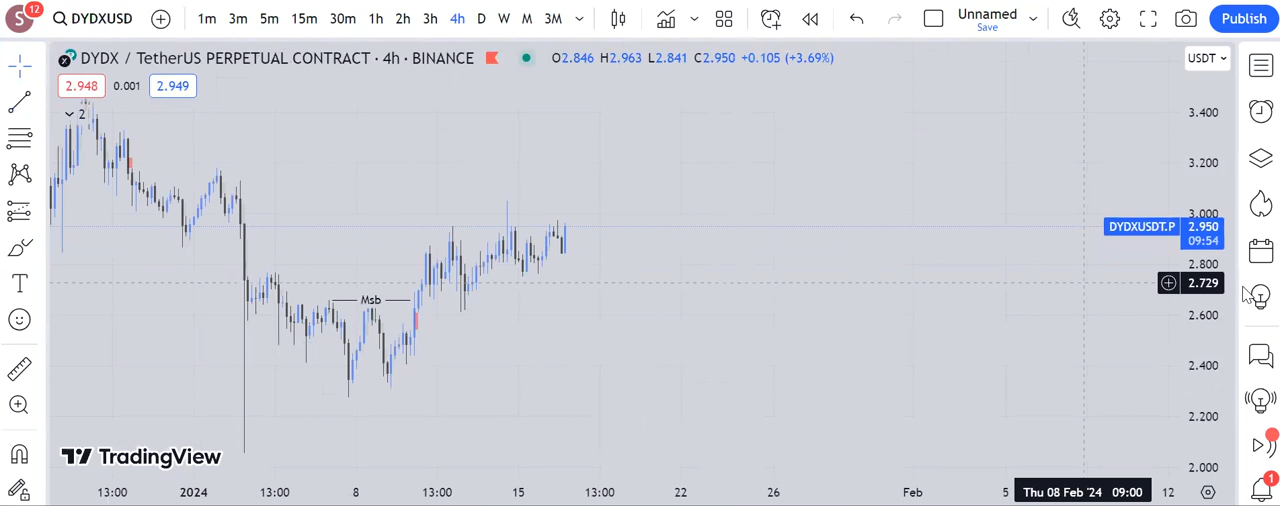 S 12 DYDXUSD 1m 3m 5m 15m 30m 1h 2h 3h 4h D W M 3M Unnamed Save Publish
DYDX / TetherUS PERPETUAL CONTRACT · 4h · BINANCE O2.846 H2.963 L2.841 C2.950 +0.105 (+3.69%) USDT
2.948 0.001 2.949
2
3.400
3.200
3.000
DYDXUSDT.P 2.950
09:54
2.800
2.729
Msb
2.600
2.400
2.200
TradingView
2.000
13:00 2024 13:00 8 13:00 15 13:00 22 26 Feb 5 Thu 08 Feb '24 09:00 12
T
1